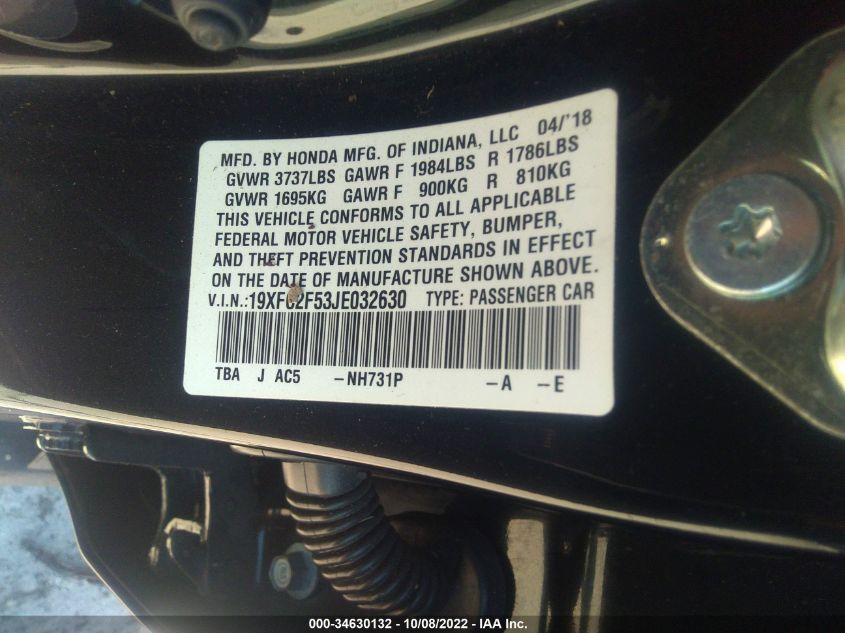 MFD. BY HONDA MFG. OF INDIANA, LLC 04/'18
GVWR 3737LBS GAWR F 1984LBS R 1786LBS
GVWR 1695KG GAWR F 900KG R 810KG
THIS VEHICLE CONFORMS TO ALL APPLICABLE
FEDERAL MOTOR VEHICLE SAFETY, BUMPER,
AND THEFT PREVENTION STANDARDS IN EFFECT
ON THE DATE OF MANUFACTURE SHOWN ABOVE.
V.I.N.:19XFC2F53JE032630 TYPE: PASSENGER CAR
TBA J AC5 –NH731P –A –E
000-34630132 - 10/08/2022 - IAA Inc.